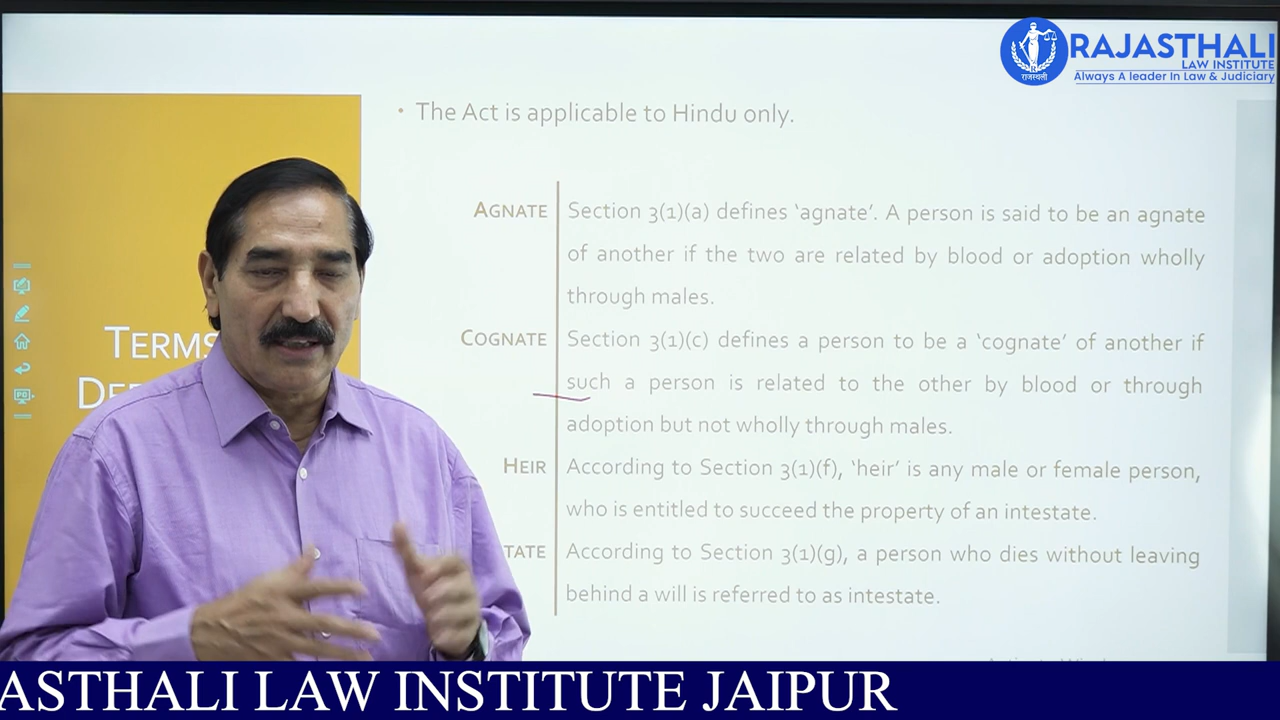 RAJASTHALI
LAW INSTITUTE
राजस्थली
Always A leader In Law & Judiciary
• The Act is applicable to Hindu only.
TERMS
AGNATE
Section 3(1)(a) defines ‘agnate’. A person is said to be an agnate
of another if the two are related by blood or adoption wholly
through males.
COGNATE
Section 3(1)(c) defines a person to be a ‘cognate’ of another if
such a person is related to the other by blood or through
adoption but not wholly through males.
HEIR
According to Section 3(1)(f), ‘heir’ is any male or female person,
who is entitled to succeed the property of an intestate.
TATE
According to Section 3(1)(g), a person who dies without leaving
behind a will is referred to as intestate.
ASTHALI LAW INSTITUTE JAIPUR